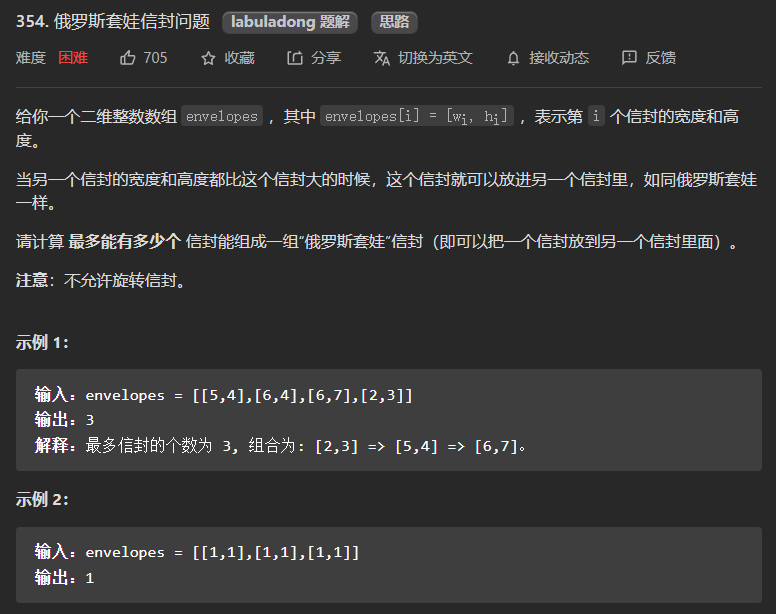 354. 俄罗斯套娃信封问题 labuladong 题解 思路
难度 困难 705 收藏 分享 切换为英文 接收动态 反馈
给你一个二维整数数组 envelopes ，其中 envelopes[i] = [wi, hi] ，表示第 i 个信封的宽度和高
度。
当另一个信封的宽度和高度都比这个信封大的时候，这个信封就可以放进另一个信封里，如同俄罗斯套娃
一样。
请计算 最多能有多少个 信封能组成一组“俄罗斯套娃”信封（即可以把一个信封放到另一个信封里面）。
注意：不允许旋转信封。
示例 1：
输入：envelopes = [[5,4],[6,4],[6,7],[2,3]]
输出：3
解释：最多信封的个数为 3, 组合为: [2,3] => [5,4] => [6,7]。
示例 2：
输入：envelopes = [[1,1],[1,1],[1,1]]
输出：1